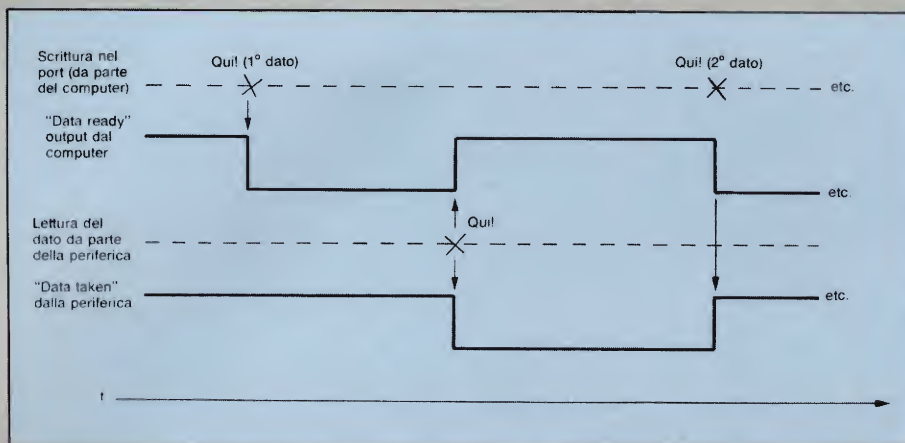 Scrittura nel
port (da parte
del computer)
Qui! (1° dato)
Qui! (2° dato)
etc.
"Data ready"
output dal
computer
etc.
Lettura del
dato da parte
della periferica
Qui!
"Data taken"
dalla periferica
etc.
t